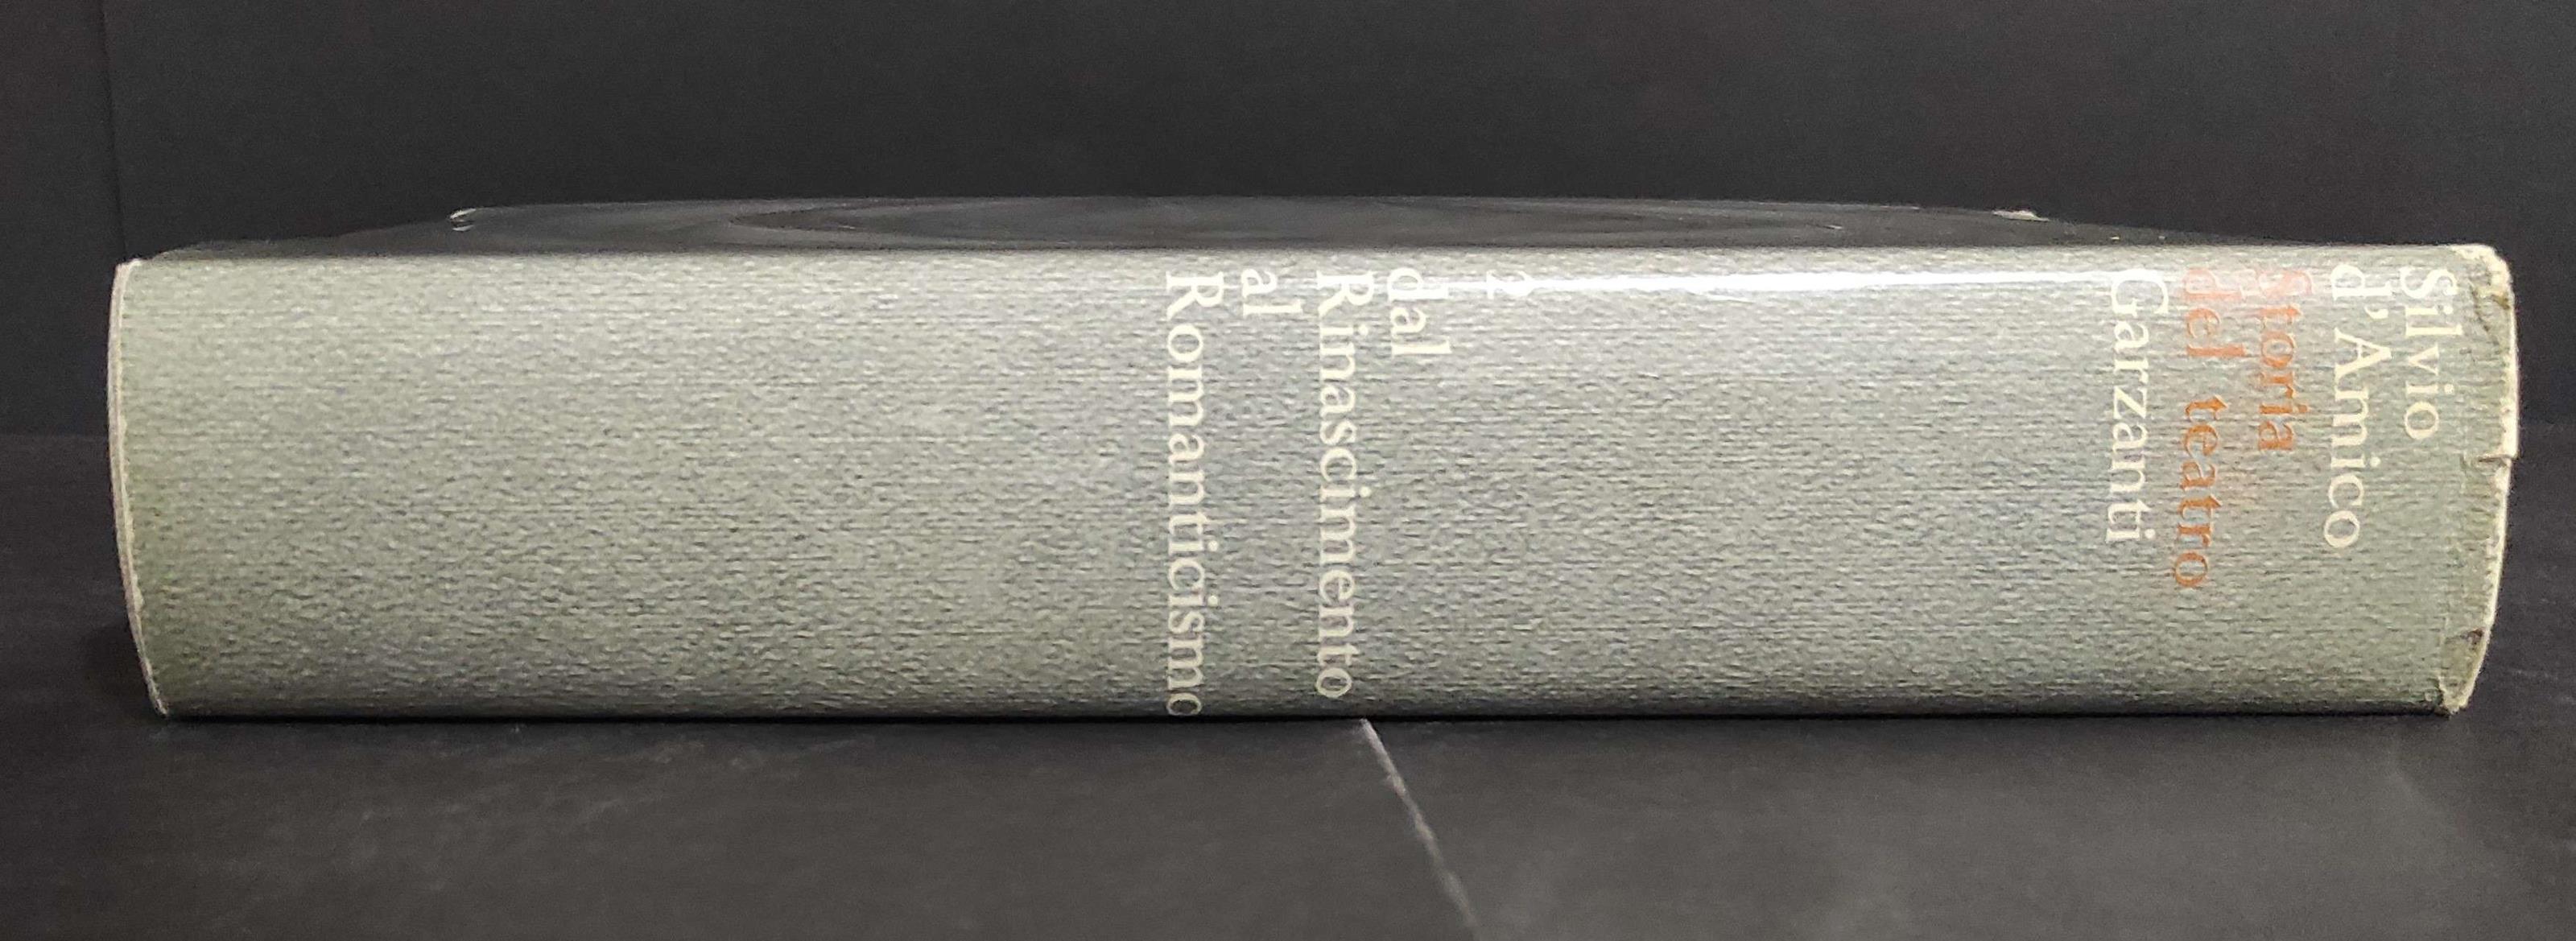 Silvio
d'Amico
Storia
del teatro
Garzanti
2
dal
Rinascimento
al
Romanticismo